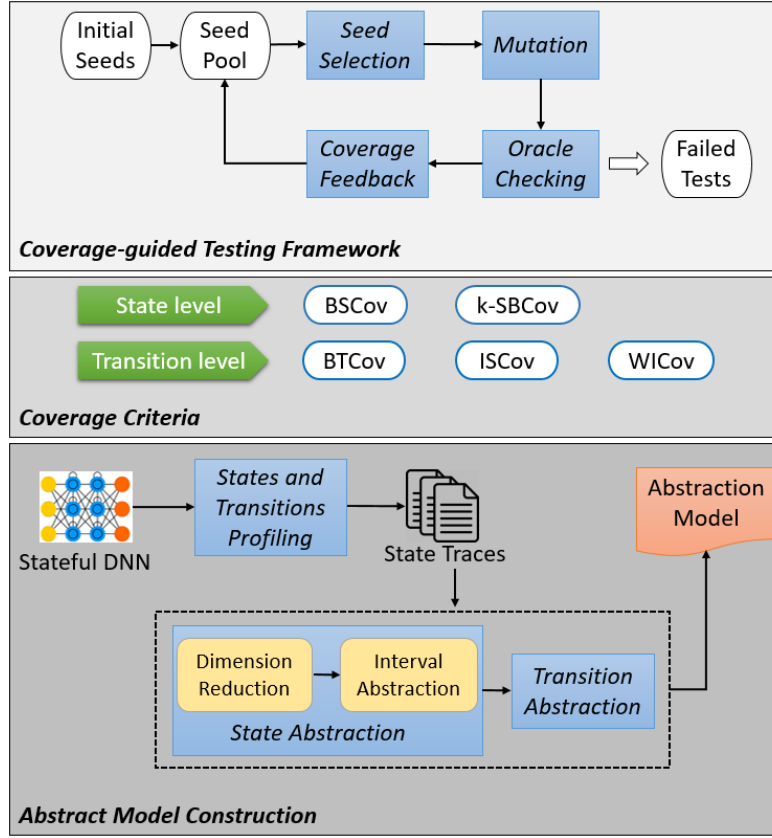 Initial
Seeds
Seed
Pool
Seed
Selection
Mutation
Coverage
Feedback
Oracle
Checking
Failed
Tests
Coverage-guided Testing Framework
State level
BSCov
k-SBCov
Transition level
BTCov
ISCov
WICov
Coverage Criteria
Stateful DNN
States and
Transitions
Profiling
State Traces
Abstraction
Model
Dimension
Reduction
Interval
Abstraction
State Abstraction
Transition
Abstraction
Abstract Model Construction